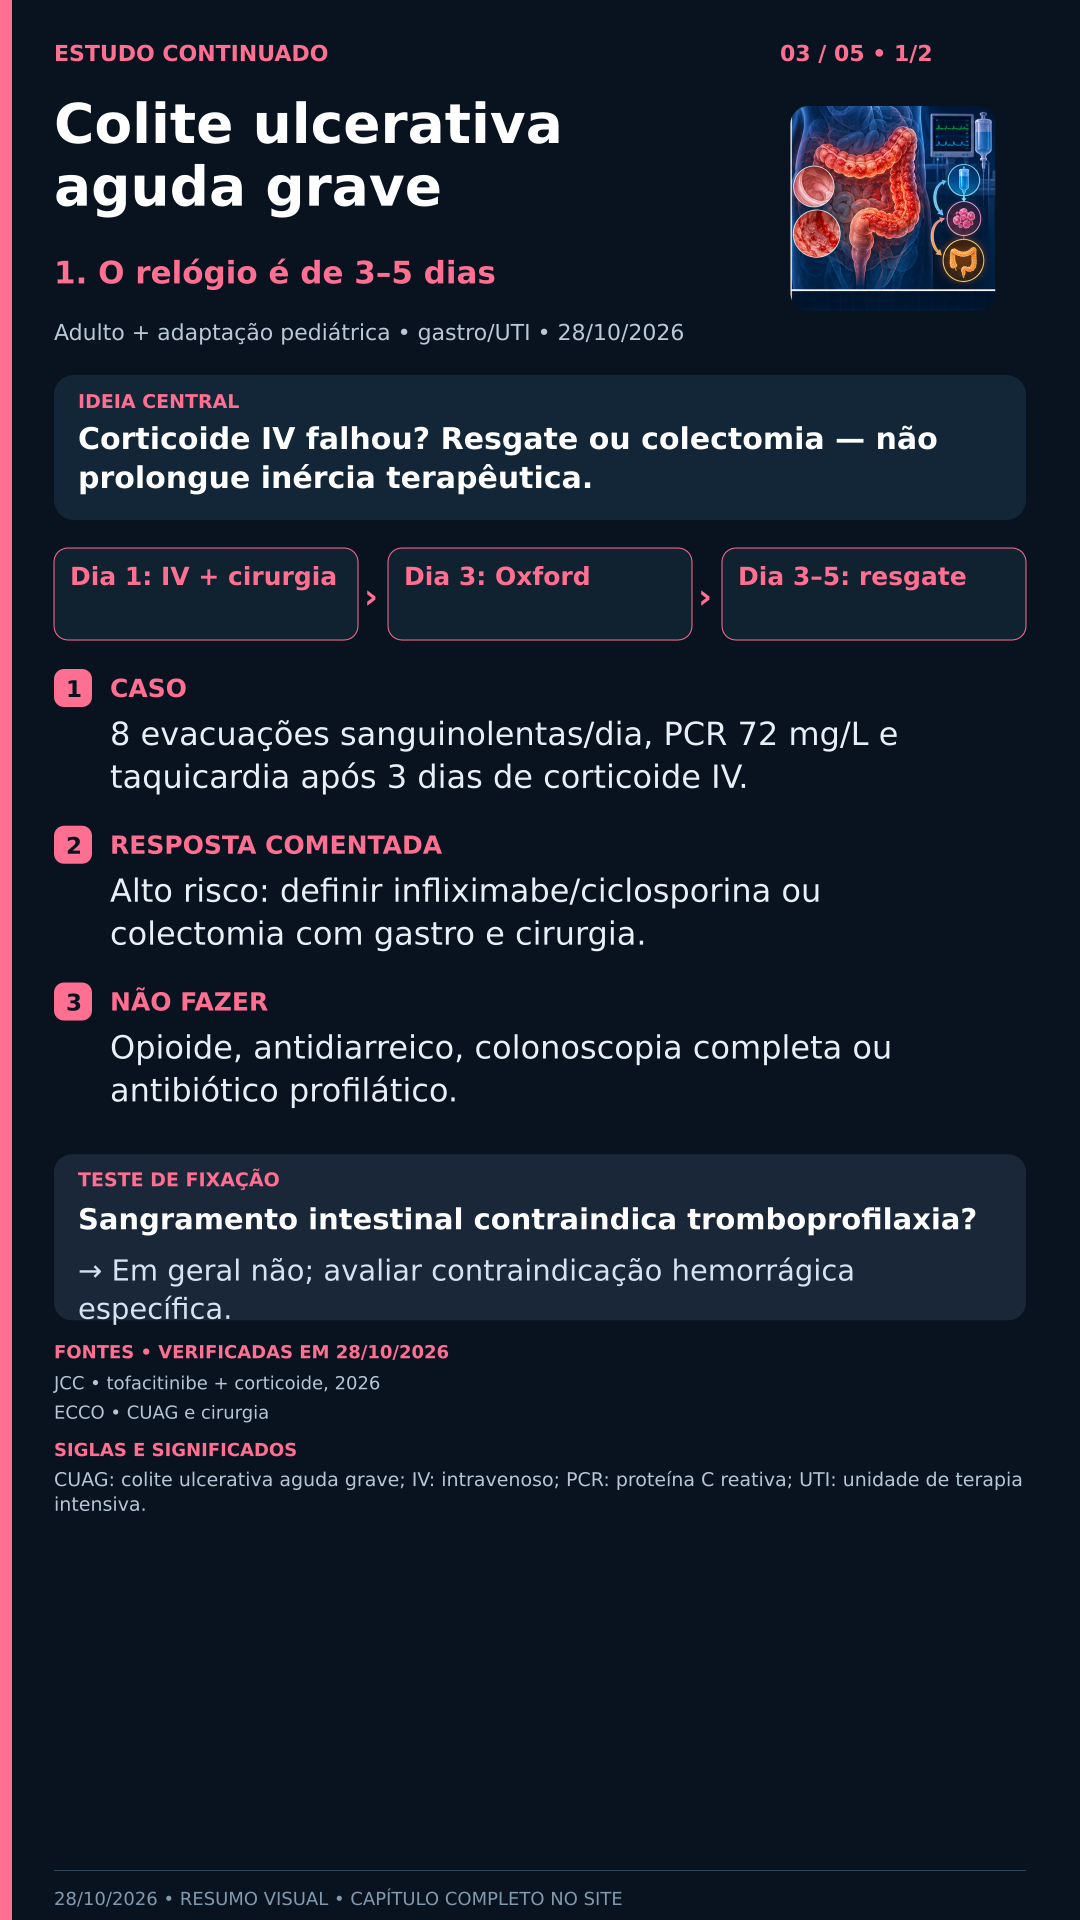 ESTUDO CONTINUADO
03 / 05 • 1/2
Colite ulcerativa
aguda grave
1. O relógio é de 3–5 dias
Adulto + adaptação pediátrica • gastro/UTI • 28/10/2026
IDEIA CENTRAL
Corticoide IV falhou? Resgate ou colectomia — não
prolongue inércia terapêutica.
Dia 1: IV + cirurgia
›
Dia 3: Oxford
›
Dia 3–5: resgate
1 CASO
8 evacuações sanguinolentas/dia, PCR 72 mg/L e
taquicardia após 3 dias de corticoide IV.
2 RESPOSTA COMENTADA
Alto risco: definir infliximabe/ciclosporina ou
colectomia com gastro e cirurgia.
3 NÃO FAZER
Opioide, antidiarreico, colonoscopia completa ou
antibiótico profilático.
TESTE DE FIXAÇÃO
Sangramento intestinal contraindica tromboprofilaxia?
→ Em geral não; avaliar contraindicação hemorrágica
específica.
FONTES • VERIFICADAS EM 28/10/2026
JCC • tofacitinibe + corticoide, 2026
ECCO • CUAG e cirurgia
SIGLAS E SIGNIFICADOS
CUAG: colite ulcerativa aguda grave; IV: intravenoso; PCR: proteína C reativa; UTI: unidade de terapia
intensiva.
28/10/2026 • RESUMO VISUAL • CAPÍTULO COMPLETO NO SITE